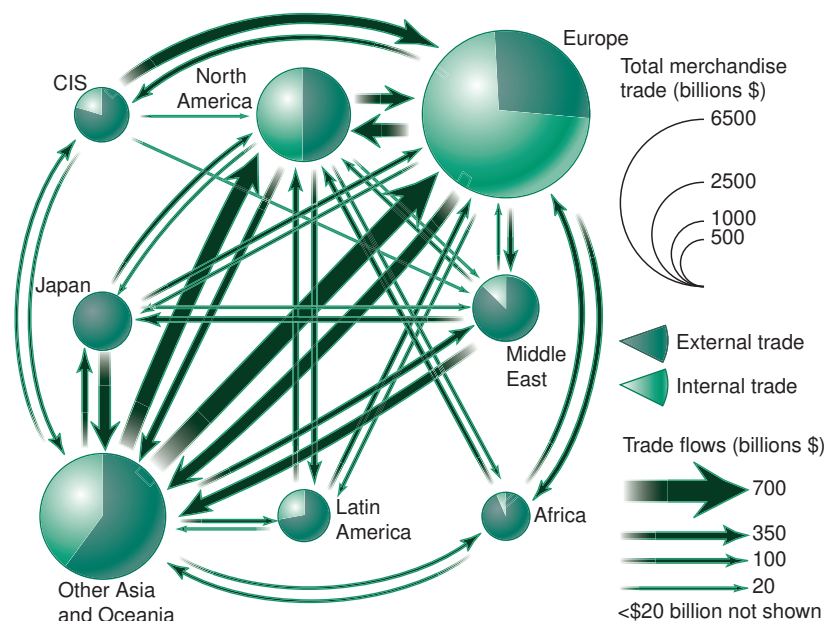 Europe
CIS
North
America
Total merchandise
trade (billions $)
6500
2500
1000
500
Japan
Middle
East
External trade
Internal trade
Trade flows (billions $)
700
350
100
20
<$20 billion not shown
Latin
America
Africa
Other Asia
and Oceania